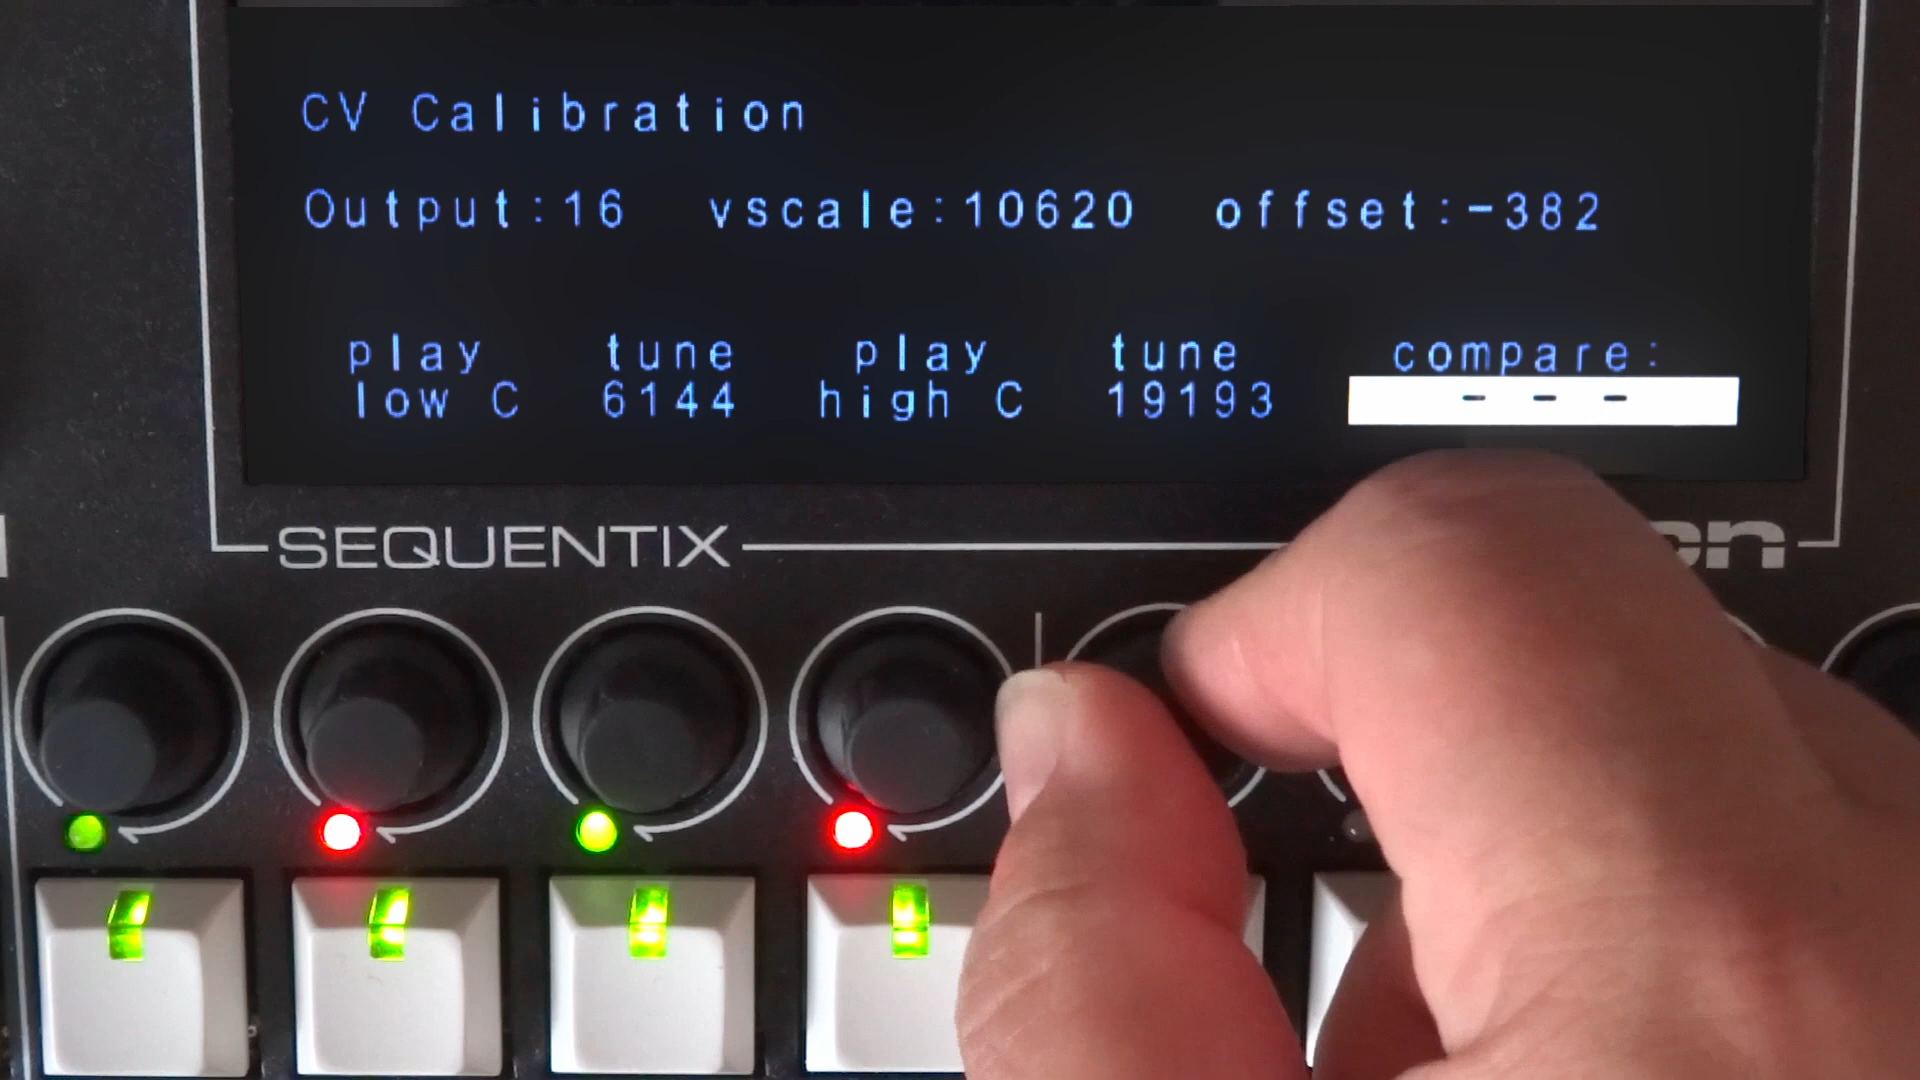 CV Calibration
Output:16 vscale:10620 offset:-382
play tune play tune compare:
low C 6144 high C 19193 ---
SEQUENTIX